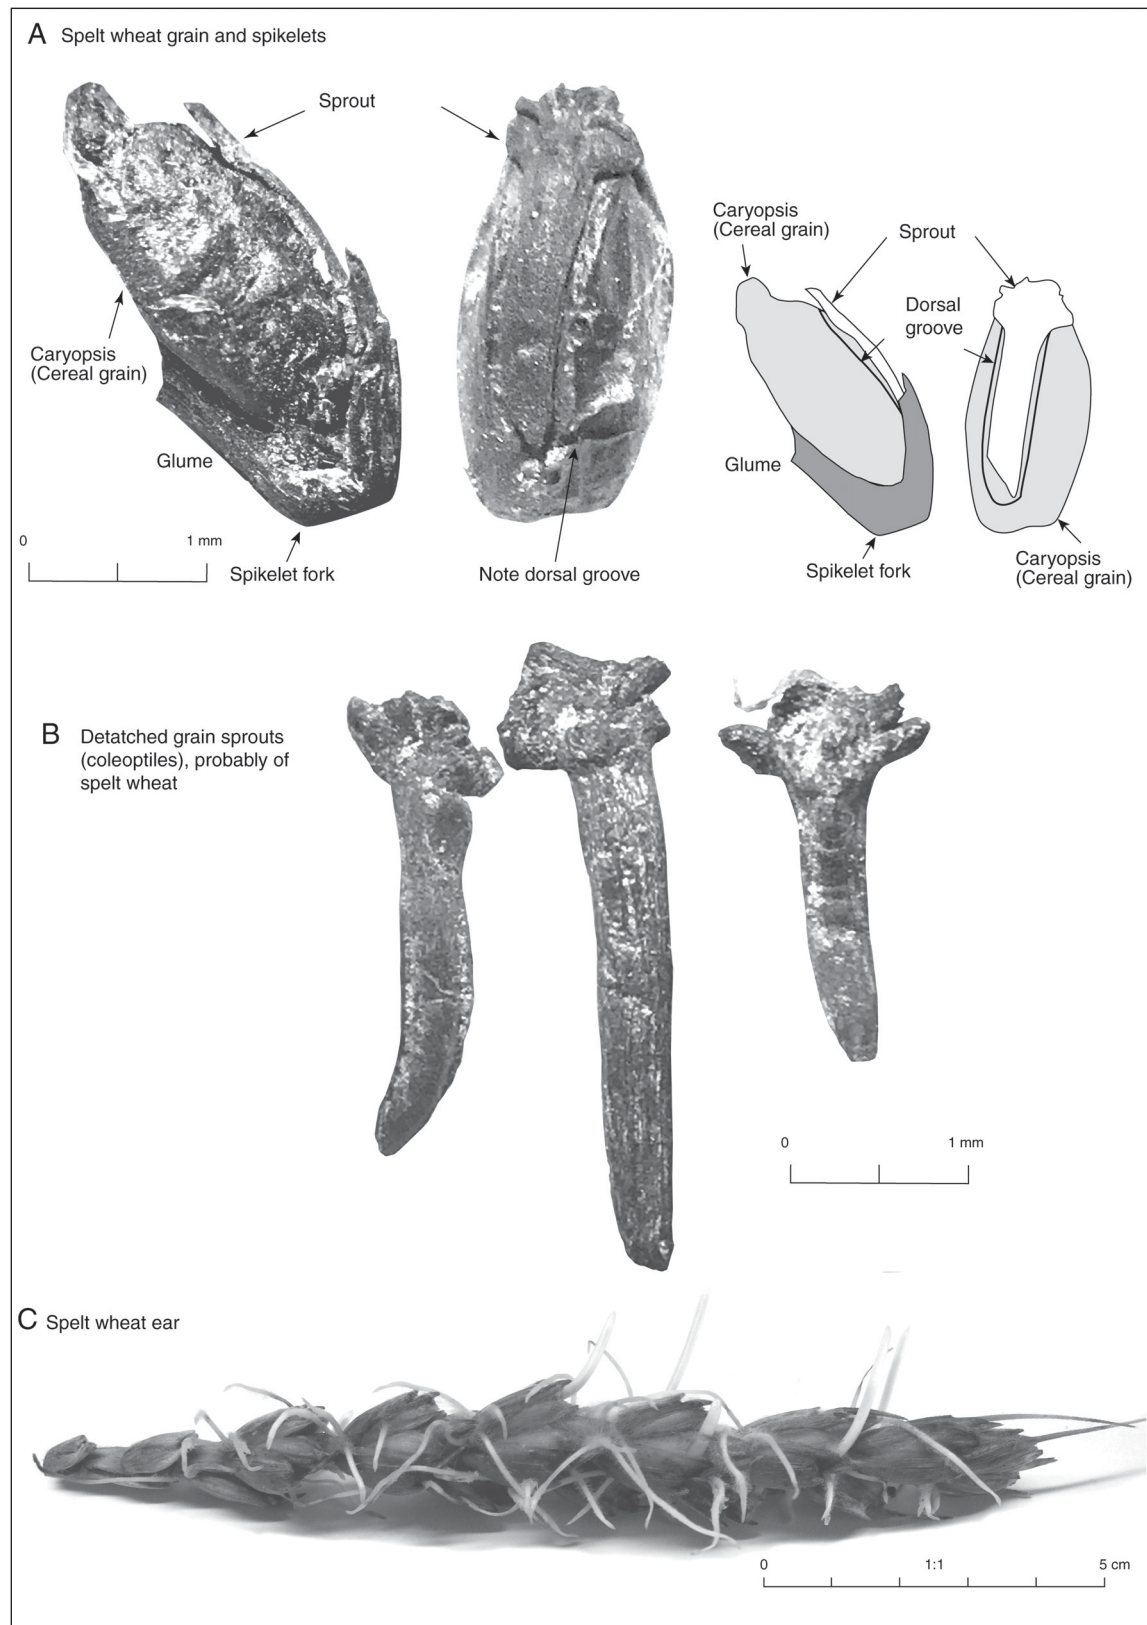 A Spelt wheat grain and spikelets
Sprout
Caryopsis
(Cereal grain)
Glume
0 1 mm
Spikelet fork
Note dorsal groove
Caryopsis
(Cereal grain)
Sprout
Dorsal
groove
Glume
Spikelet fork
Caryopsis
(Cereal grain)
B Detatched grain sprouts
(coleoptiles), probably of
spelt wheat
0 1 mm
C Spelt wheat ear
0 1:1 5 cm